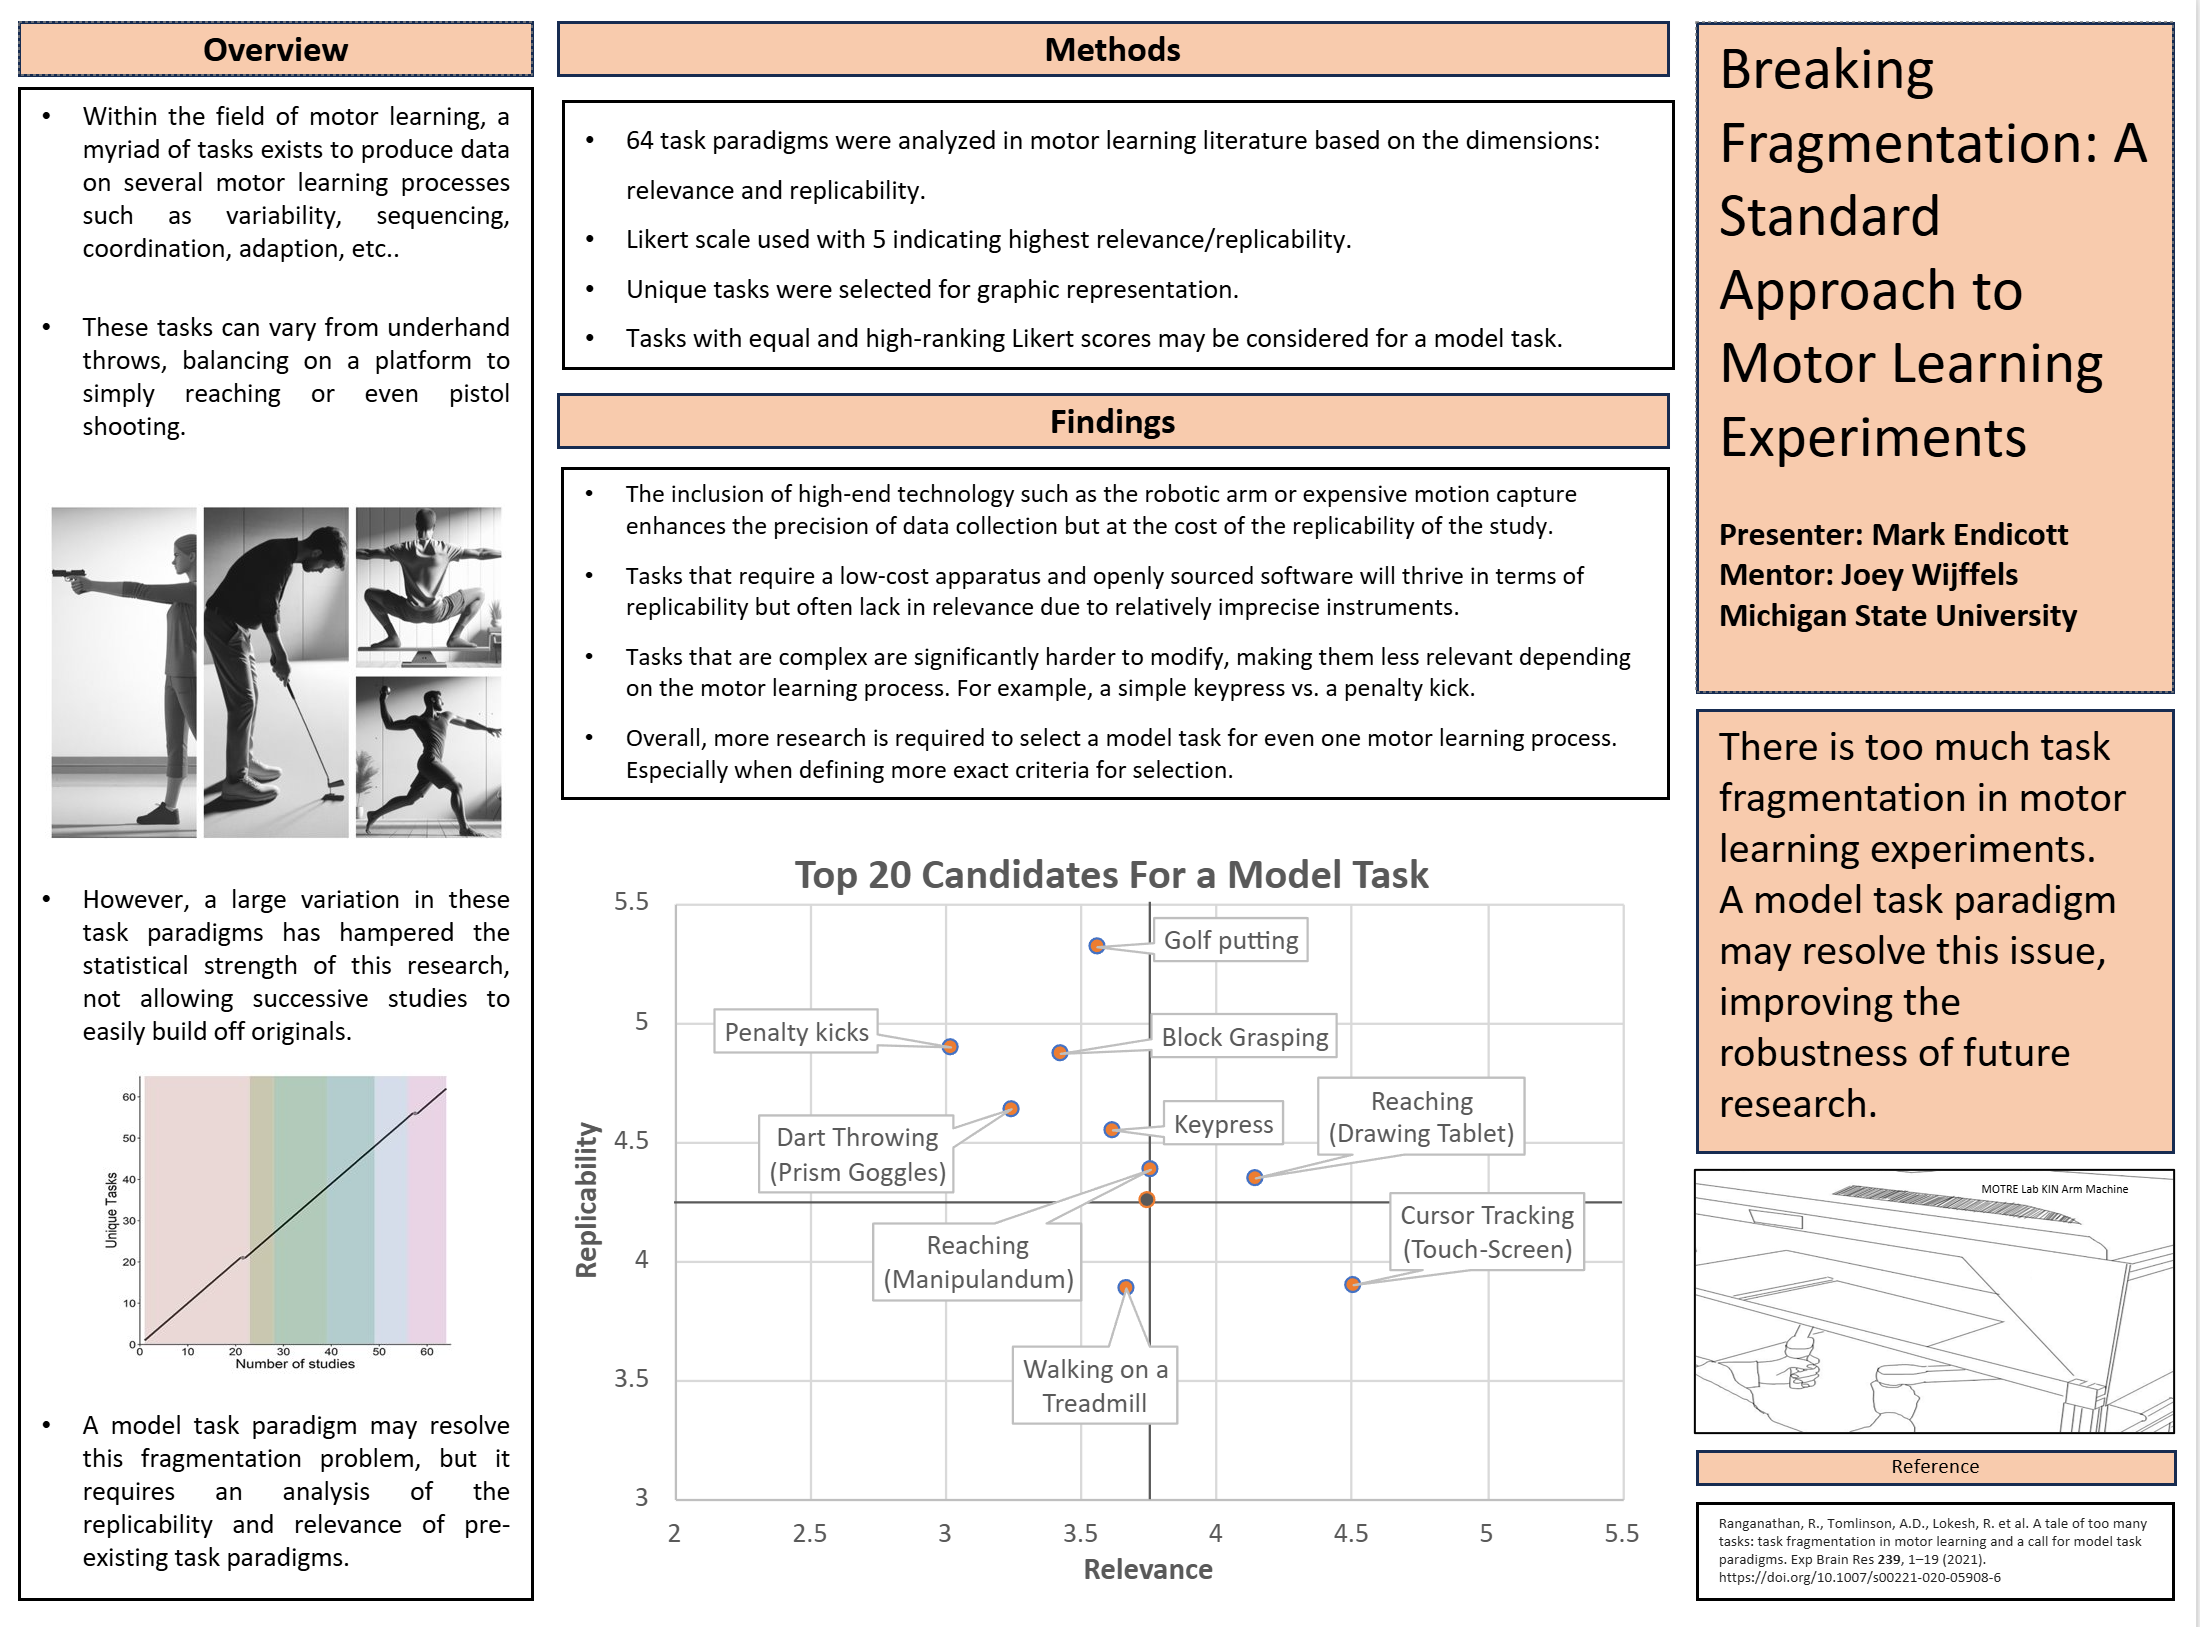 Overview
• Within the field of motor learning, a
myriad of tasks exists to produce data
on several motor learning processes
such as variability, sequencing,
coordination, adaption, etc..
• These tasks can vary from underhand
throws, balancing on a platform to
simply reaching or even pistol
shooting.
• However, a large variation in these
task paradigms has hampered the
statistical strength of this research,
not allowing successive studies to
easily build off originals.
60
50
40
30
20
10
0
Unique Tasks
0 10 20 30 40 50 60
Number of studies
• A model task paradigm may resolve
this fragmentation problem, but it
requires an analysis of the
replicability and relevance of pre-
existing task paradigms.
Methods
• 64 task paradigms were analyzed in motor learning literature based on the dimensions:
relevance and replicability.
• Likert scale used with 5 indicating highest relevance/replicability.
• Unique tasks were selected for graphic representation.
• Tasks with equal and high-ranking Likert scores may be considered for a model task.
Findings
• The inclusion of high-end technology such as the robotic arm or expensive motion capture
enhances the precision of data collection but at the cost of the replicability of the study.
• Tasks that require a low-cost apparatus and openly sourced software will thrive in terms of
replicability but often lack in relevance due to relatively imprecise instruments.
• Tasks that are complex are significantly harder to modify, making them less relevant depending
on the motor learning process. For example, a simple keypress vs. a penalty kick.
• Overall, more research is required to select a model task for even one motor learning process.
Especially when defining more exact criteria for selection.
Top 20 Candidates For a Model Task
5.5
5
4.5
4
3.5
3
Replicability
Golf putting
Penalty kicks
Block Grasping
Dart Throwing
(Prism Goggles)
Keypress
Reaching
(Drawing Tablet)
Reaching
(Manipulandum)
Cursor Tracking
(Touch-Screen)
Walking on a
Treadmill
2 2.5 3 3.5 4 4.5 5 5.5
Relevance
Breaking
Fragmentation: A
Standard
Approach to
Motor Learning
Experiments
Presenter: Mark Endicott
Mentor: Joey Wijffels
Michigan State University
There is too much task
fragmentation in motor
learning experiments.
A model task paradigm
may resolve this issue,
improving the
robustness of future
research.
MOTRE Lab KIN Arm Machine
Reference
Ranganathan, R., Tomlinson, A.D., Lokesh, R. et al. A tale of too many
tasks: task fragmentation in motor learning and a call for model task
paradigms. Exp Brain Res 239, 1–19 (2021).
https://doi.org/10.1007/s00221-020-05908-6